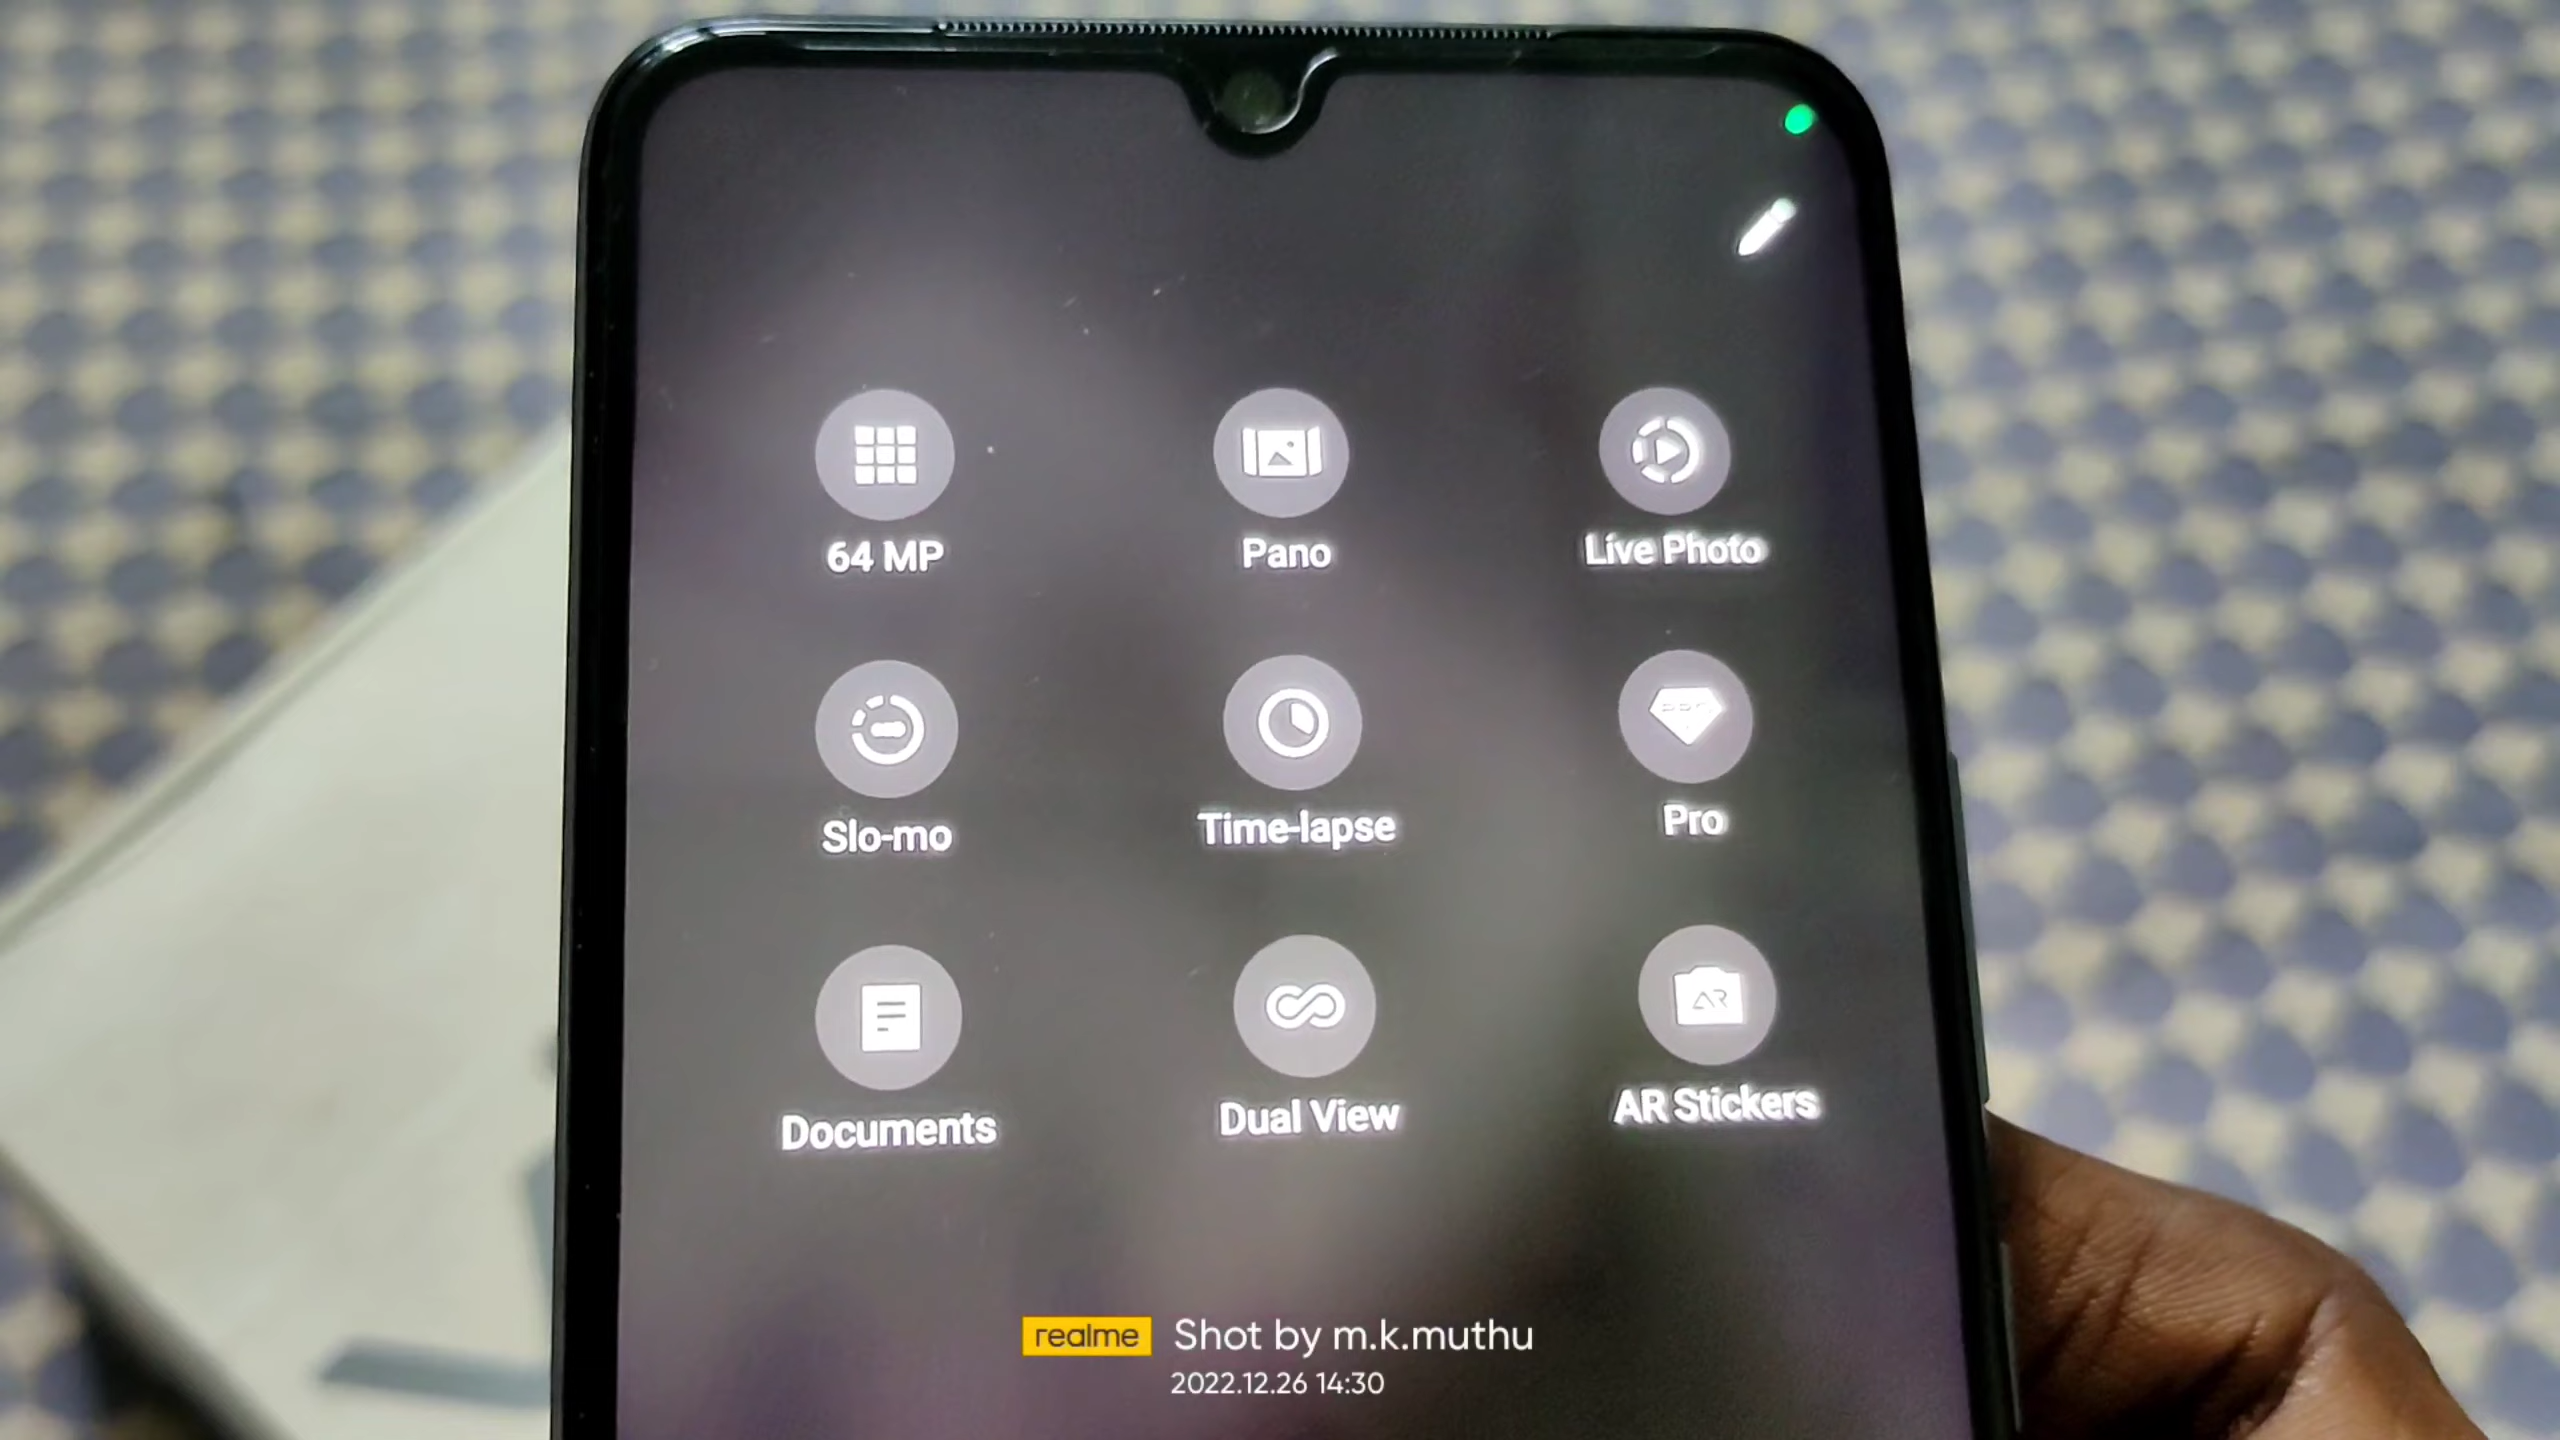 64 MP
Pano
Live Photo
Slo-mo
Time-lapse
Pro
Documents
Dual View
AR
AR Stickers
realme Shot by m.k.muthu
2022.12.26 14:30